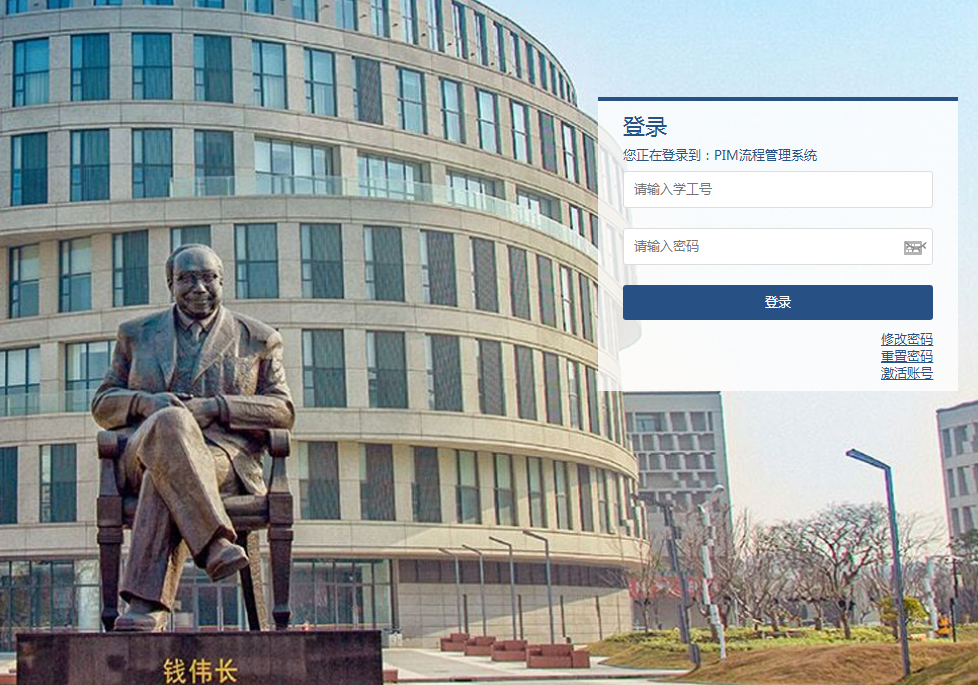 登录
您正在登录到：PIM流程管理系统
请输入学工号
请输入密码
登录
修改密码
重置密码
激活账号
钱伟长